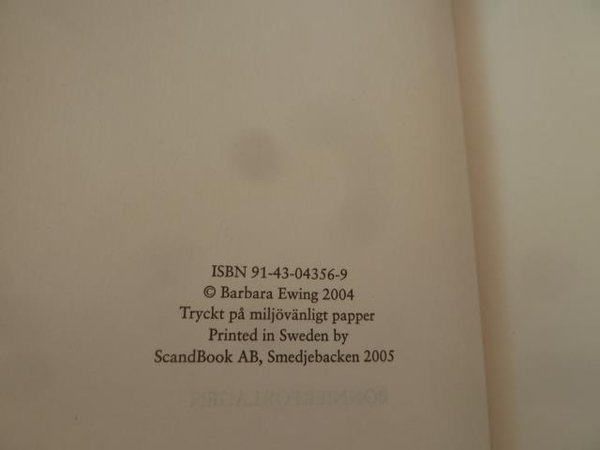 ISBN 91-43-04356-9
© Barbara Ewing 2004
Tryckt på miljövänligt papper
Printed in Sweden by
ScandBook AB, Smedjebacken 2005
BONNIERFÖRLAGEN